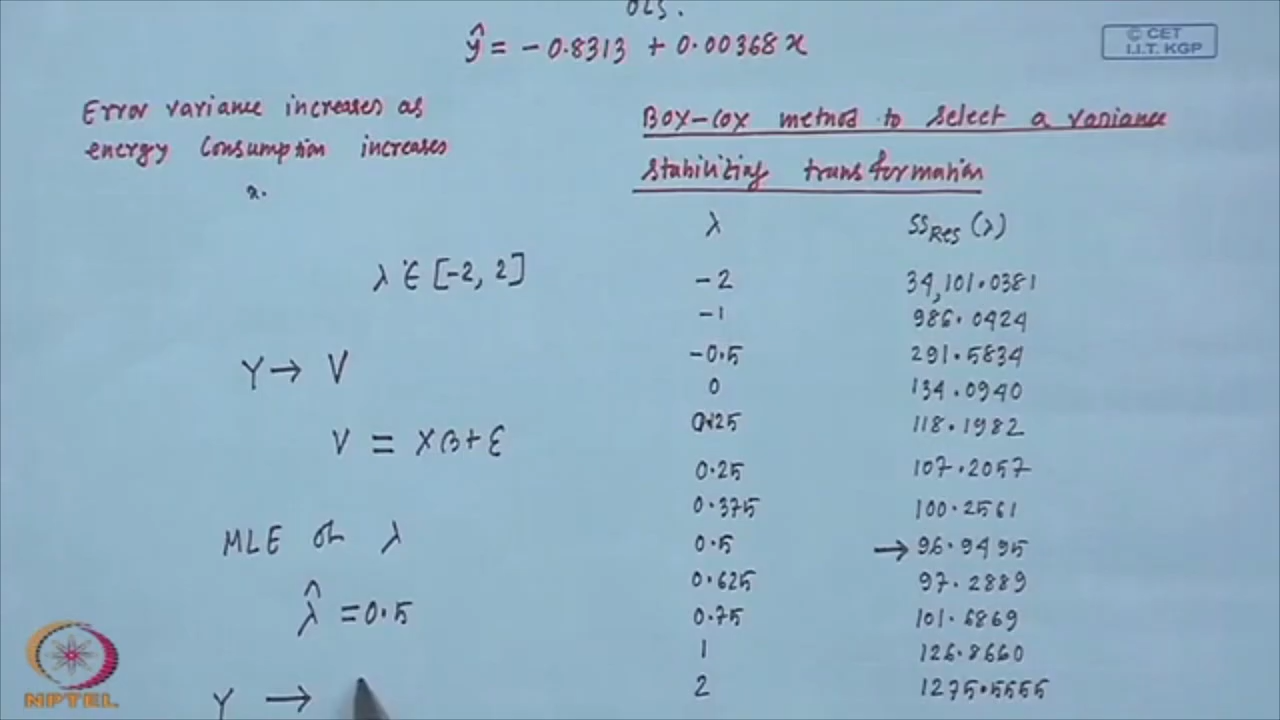 OLS.
ŷ = - 0.8313 + 0.00368 x
© CET
I.I.T. KGP
Error variance increases as
energy consumption increases
x.
λ ∈ [-2, 2]
Y → V
V = Xβ + ε
MLE of λ
λ̂ = 0.5
Y →
Box-Cox method to select a variance
stabilizing transformation
λ SS_Res (λ)
-2 34,101.0381
-1 986.0424
-0.5 291.5834
0 134.0940
0.125 118.1982
0.25 107.2057
0.375 100.2561
0.5 → 96.9495
0.625 97.2889
0.75 101.6869
1 126.8660
2 1275.5555
NPTEL